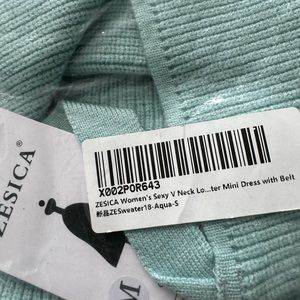 ZESICA®
X002P0R643
ZESICA Women's Sexy V Neck Lo...ter Mini Dress with Belt
新品ZESweater18-Aqua-S
M